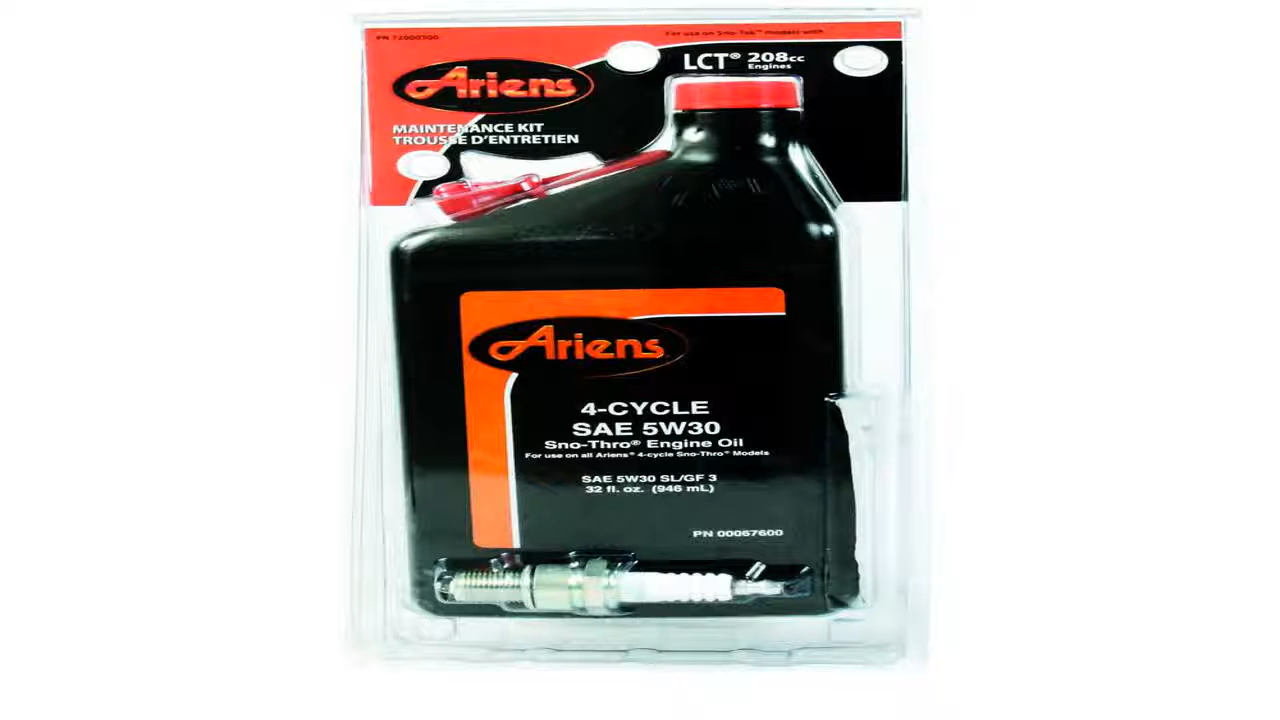 PN 72000500
For use on Sno-Tek™ models with
LCT® 208cc
Engines
Ariens
MAINTENANCE KIT
TROUSSE D'ENTRETIEN
Ariens
4-CYCLE
SAE 5W30
Sno-Thro® Engine Oil
For use on all Ariens® 4-cycle Sno-Thro® Models
SAE 5W30 SL/GF 3
32 fl. oz. (946 mL)
PN 00067600